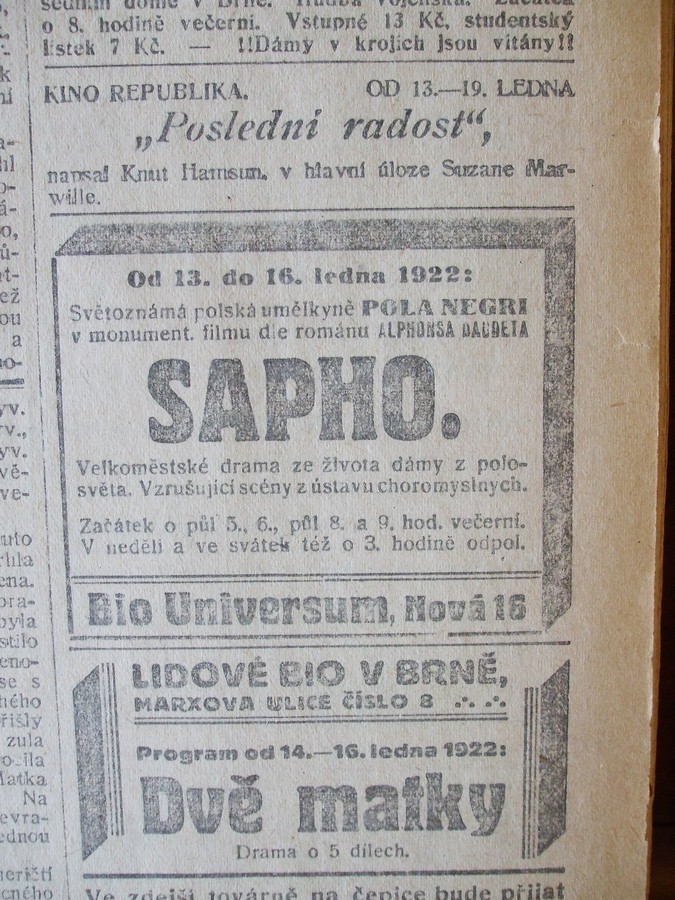 o 8. hodině večerní. Vstupné 13 Kč, studentský
lístek 7 Kč. — !!Dámy v krojích jsou vítány!!
KINO REPUBLIKA. OD 13.—19. LEDNA
„Poslední radost“,
napsal Knut Hamsun, v hlavní úloze Suzane Mar-
wille.
Od 13. do 16. ledna 1922:
Světoznámá polská umělkyně POLA NEGRI
v monument. filmu dle románu ALPHONSA DAUDETA
SAPHO.
Velkoměstské drama ze života dámy z polo-
světa. Vzrušující scény z ústavu choromyslných.
Začátek o půl 5., 6., půl 8. a 9. hod. večerní.
V neděli a ve svátek též o 3. hodině odpol.
Bio Universum, Nová 16
LIDOVÉ BIO V BRNĚ,
MARXOVA ULICE ČÍSLO 8
Program od 14.—16. ledna 1922:
Dvě matky
Drama o 5 dílech.
Ve zdejší továrně na čepice bude přijat